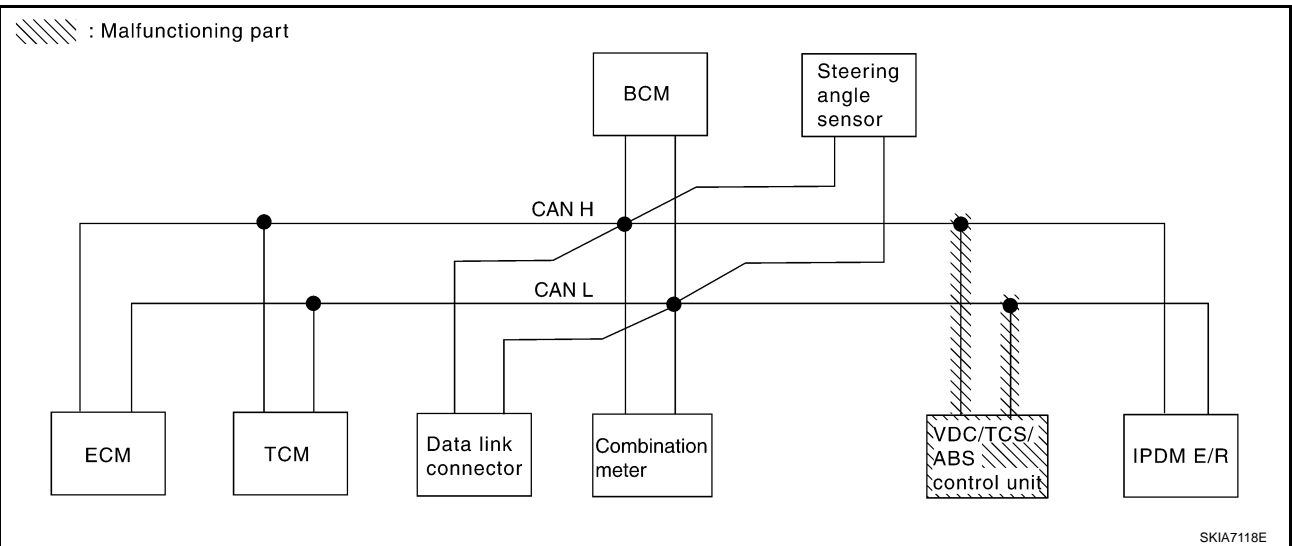 : Malfunctioning part
BCM
Steering
angle
sensor
CAN H
CAN L
ECM
TCM
Data link
connector
Combination
meter
VDC/TCS/
ABS
control unit
IPDM E/R
SKIA7118E